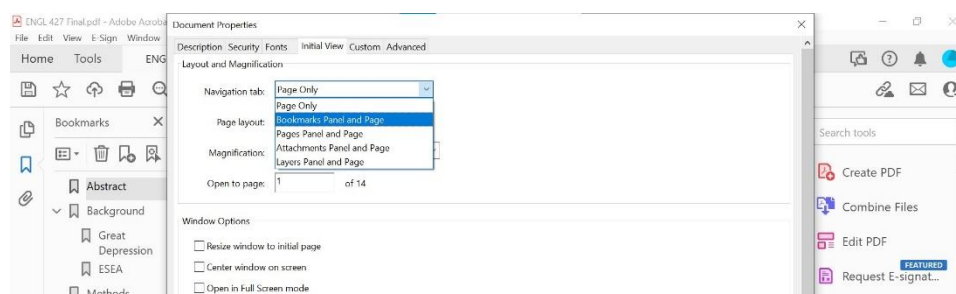 ENGL 427 Final.pdf - Adobe Acroba
File Edit View E-Sign Window
Home Tools ENG
Bookmarks
Abstract
Background
Great
Depression
ESEA
Methods
Document Properties
Description Security Fonts Initial View Custom Advanced
Layout and Magnification
Navigation tab: Page Only
Page Only
Bookmarks Panel and Page
Page layout:
Pages Panel and Page
Attachments Panel and Page
Magnification:
Layers Panel and Page
Open to page: 1 of 14
Window Options
Resize window to initial page
Center window on screen
Open in Full Screen mode
Search tools
Create PDF
Combine Files
Edit PDF
FEATURED
Request E-signat...